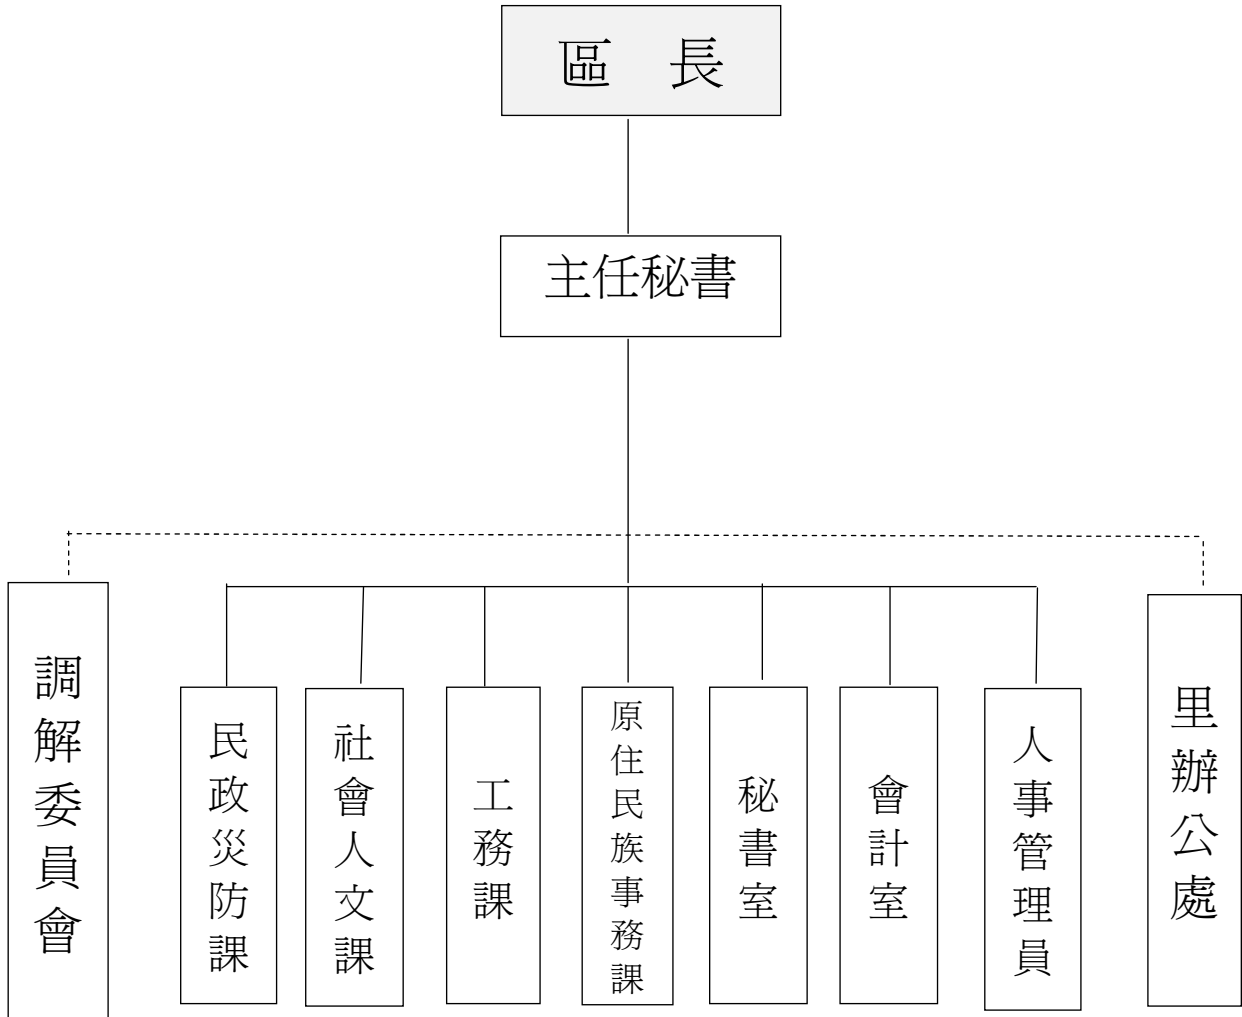 區　長
主任秘書
調解委員會
民政災防課
社會人文課
工務課
原住民族事務課
秘書室
會計室
人事管理員
里辦公處